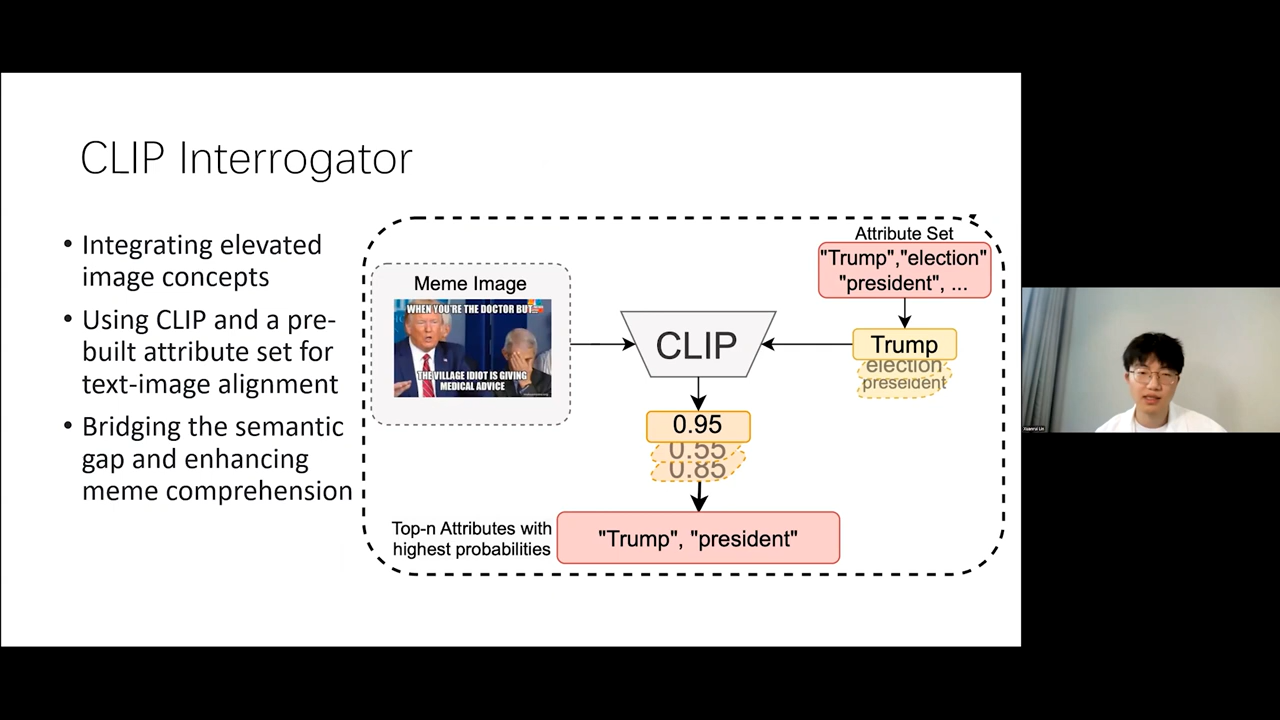 CLIP Interrogator
• Integrating elevated
image concepts
• Using CLIP and a pre-
built attribute set for
text-image alignment
• Bridging the semantic
gap and enhancing
meme comprehension
Meme Image
WHEN YOU'RE THE DOCTOR BUT...
THE VILLAGE IDIOT IS GIVING
MEDICAL ADVICE
CLIP
Attribute Set
"Trump","election"
"president", ...
Trump
election
preseident
0.95
0.55
0.85
Top-n Attributes with
highest probabilities
"Trump", "president"